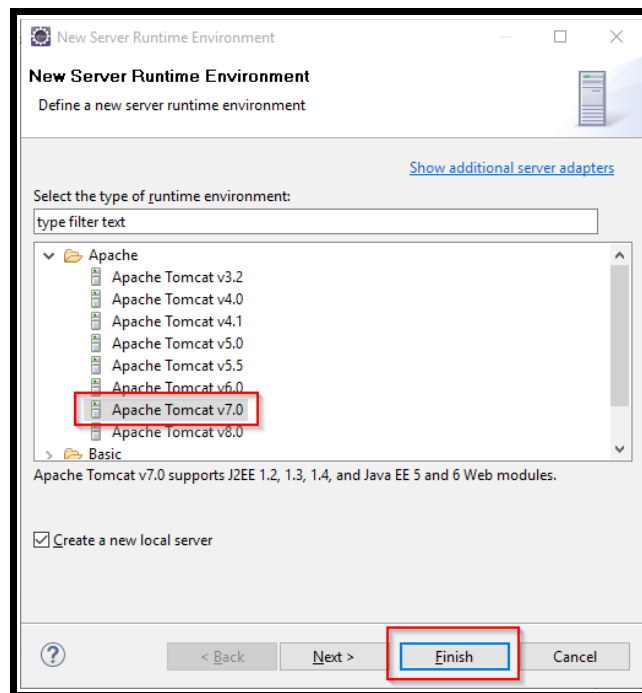 New Server Runtime Environment
New Server Runtime Environment
Define a new server runtime environment
Show additional server adapters
Select the type of runtime environment:
type filter text
Apache
Apache Tomcat v3.2
Apache Tomcat v4.0
Apache Tomcat v4.1
Apache Tomcat v5.0
Apache Tomcat v5.5
Apache Tomcat v6.0
Apache Tomcat v7.0
Apache Tomcat v8.0
Basic
Apache Tomcat v7.0 supports J2EE 1.2, 1.3, 1.4, and Java EE 5 and 6 Web modules.
Create a new local server
? < Back Next > Finish Cancel